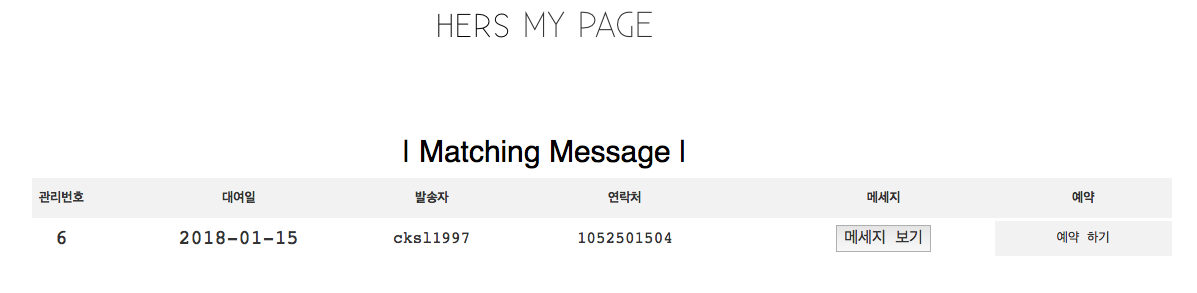 HERS MY PAGE
| Matching Message |
관리번호 대여일 발송자 연락처 메세지 예약
6 2018-01-15 cksl1997 1052501504 메세지 보기 예약 하기